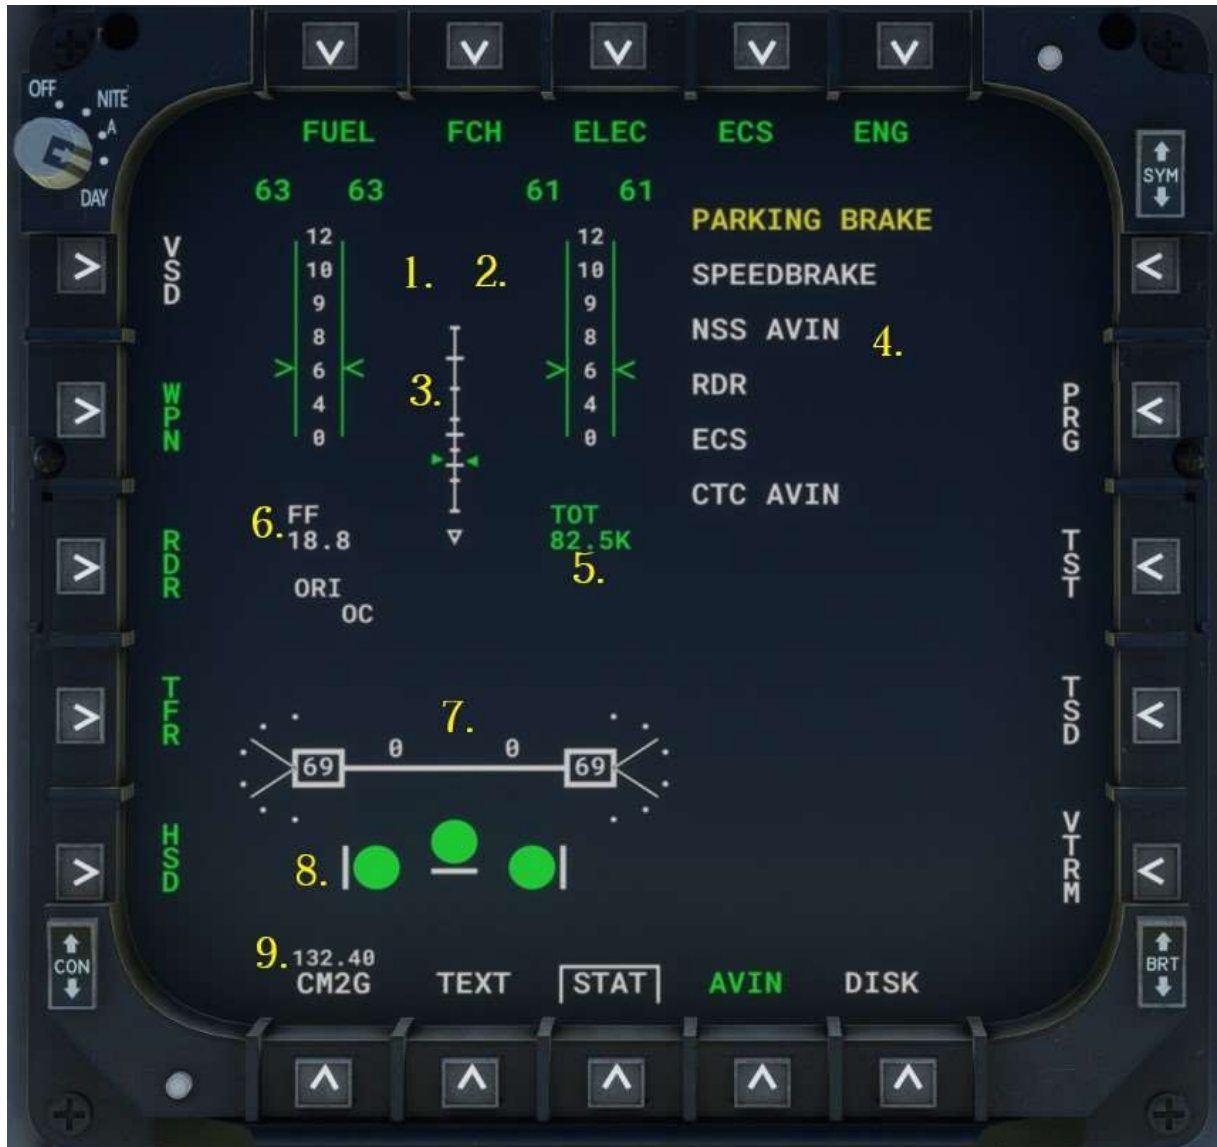 OFF
NITE
A
DAY
FUEL FCH ELEC ECS ENG
SYM
63 63 61 61
PARKING BRAKE
12 12
VSD
1. 2.
10 10
SPEEDBRAKE
9 9
8 8
NSS AVIN
4.
6 6
3.
RDR
4 4
WPN
PRG
0 0
ECS
CTC AVIN
6.
FF
18.8
TOT
82.5K
5.
RDR
TST
ORI
OC
TFR
TSD
7.
0 0
69 69
HSD
VTRM
8.
9.
132.40
CM2G TEXT STAT AVIN DISK
CON
BRT